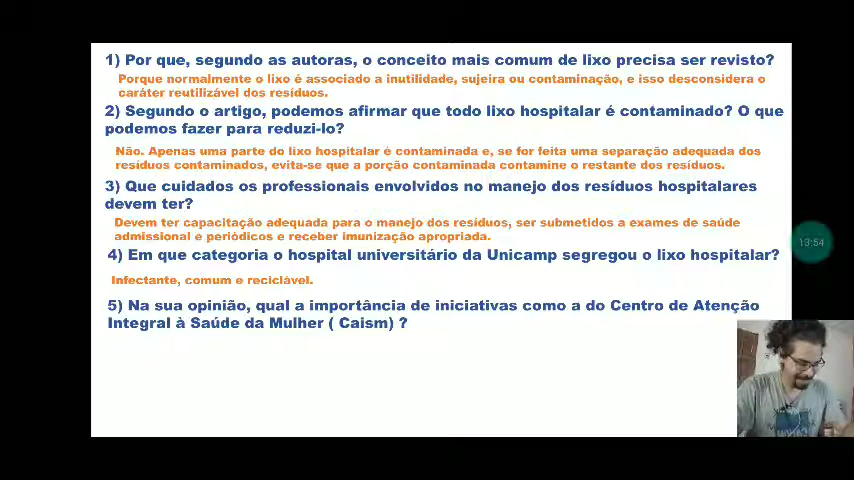 1) Por que, segundo as autoras, o conceito mais comum de lixo precisa ser revisto?
Porque normalmente o lixo é associado a inutilidade, sujeira ou contaminação, e isso desconsidera o
caráter reutilizável dos resíduos.
2) Segundo o artigo, podemos afirmar que todo lixo hospitalar é contaminado? O que
podemos fazer para reduzi-lo?
Não. Apenas uma parte do lixo hospitalar é contaminada e, se for feita uma separação adequada dos
resíduos contaminados, evita-se que a porção contaminada contamine o restante dos resíduos.
3) Que cuidados os professionais envolvidos no manejo dos resíduos hospitalares
devem ter?
Devem ter capacitação adequada para o manejo dos resíduos, ser submetidos a exames de saúde
admissional e periódicos e receber imunização apropriada.
4) Em que categoria o hospital universitário da Unicamp segregou o lixo hospitalar?
Infectante, comum e reciclável.
5) Na sua opinião, qual a importância de iniciativas como a do Centro de Atenção
Integral à Saúde da Mulher ( Caism) ?
13:54